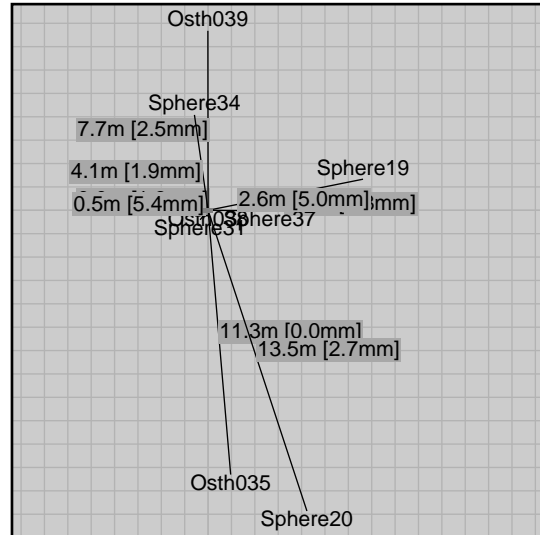 Osth039
Sphere34
7.7m [2.5mm]
4.1m [1.9mm]
Sphere19
0.5m [5.4mm]
2.6m [5.0mm]
Sphere37
Sphere31
11.3m [0.0mm]
13.5m [2.7mm]
Osth035
Sphere20